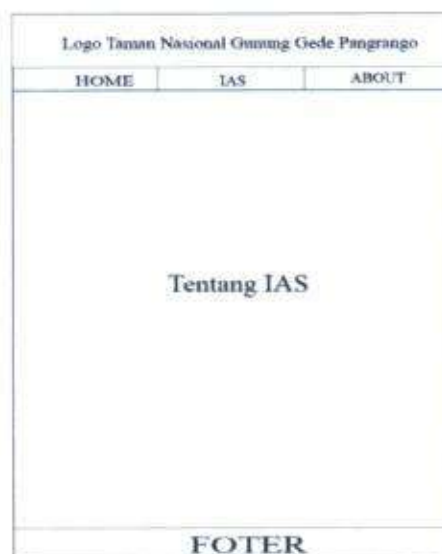 Logo Taman Nasional Gunung Gede Pangrango
HOME IAS ABOUT
Tentang IAS
FOTER